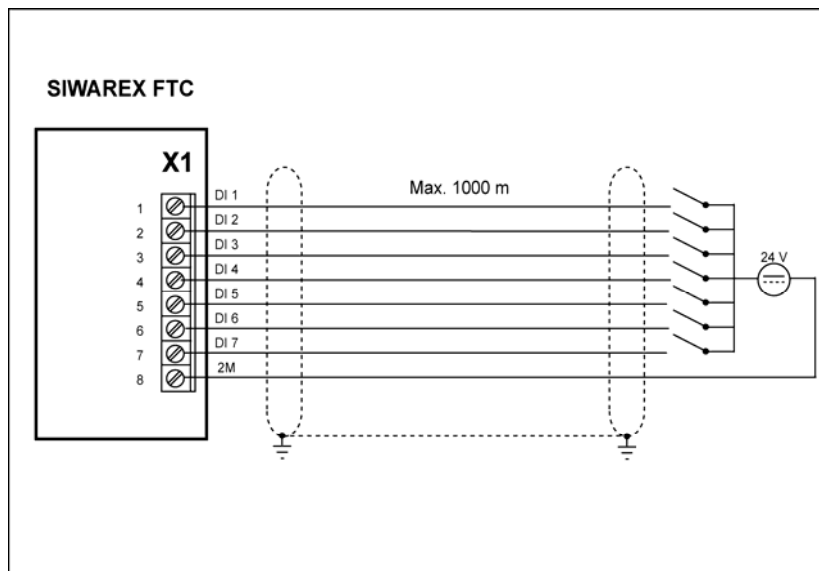 SIWAREX FTC
X1
Max. 1000 m
1 DI 1
2 DI 2
3 DI 3
4 DI 4
5 DI 5
6 DI 6
7 DI 7
8 2M
24 V